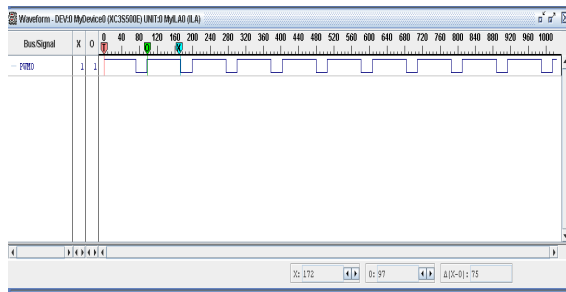 Waveform - DEV:0 MyDevice0 (XC3S500E) UNIT:0 MyILA0 (ILA)
Bus/Signal X O 0 40 80 120 160 200 240 280 320 360 400 440 480 520 560 600 640 680 720 760 800 840 880 920 960 1000
T O X
PWMO 1 1
X: 172 O: 97 Δ(X-O): 75